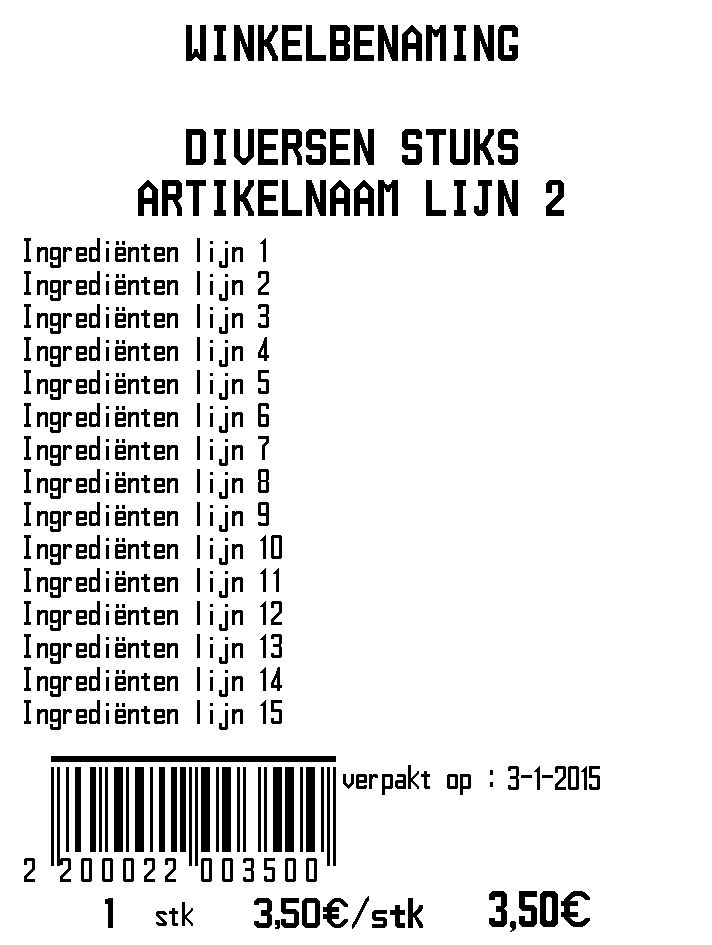 WINKELBENAMING
DIVERSEN STUKS
ARTIKELNAAM LIJN 2
Ingrediënten lijn 1
Ingrediënten lijn 2
Ingrediënten lijn 3
Ingrediënten lijn 4
Ingrediënten lijn 5
Ingrediënten lijn 6
Ingrediënten lijn 7
Ingrediënten lijn 8
Ingrediënten lijn 9
Ingrediënten lijn 10
Ingrediënten lijn 11
Ingrediënten lijn 12
Ingrediënten lijn 13
Ingrediënten lijn 14
Ingrediënten lijn 15
verpakt op : 3-1-2015
2 200022 003500
1 stk 3,50€/stk 3,50€